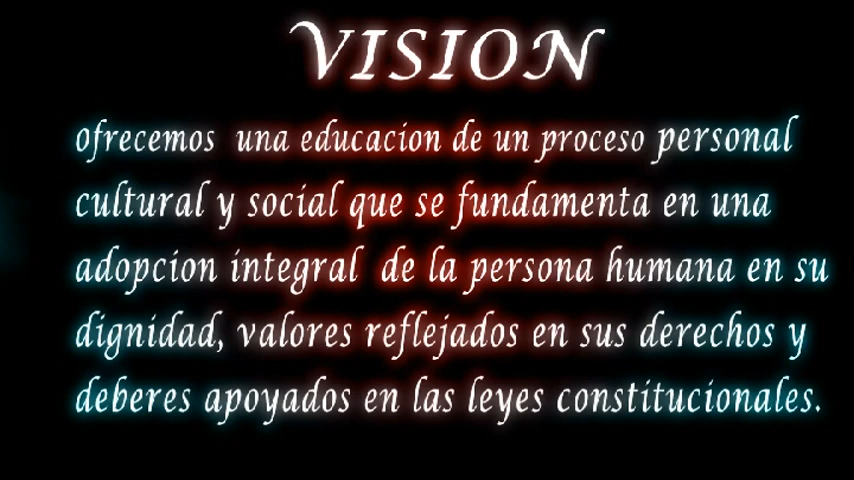 VISION
ofrecemos una educacion de un proceso personal
cultural y social que se fundamenta en una
adopcion integral de la persona humana en su
dignidad, valores reflejados en sus derechos y
deberes apoyados en las leyes constitucionales.